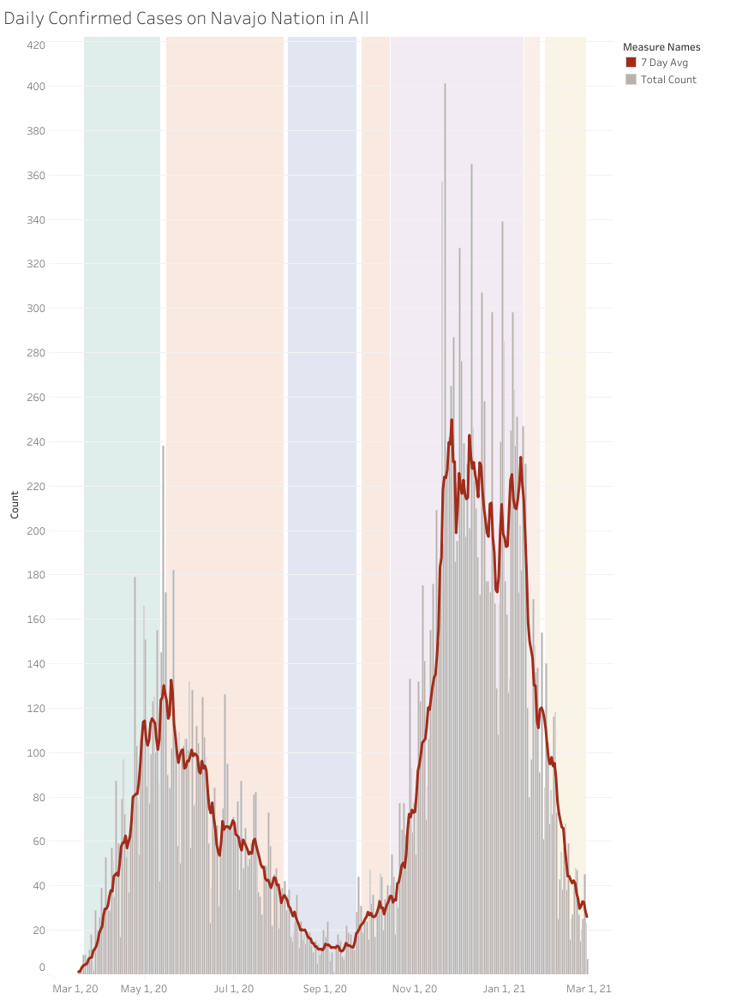 Daily Confirmed Cases on Navajo Nation in All
Measure Names
7 Day Avg
Total Count
420
400
380
360
340
320
300
280
260
240
220
200
180
160
140
120
100
80
60
40
20
0
Count
Mar 1, 20
May 1, 20
Jul 1, 20
Sep 1, 20
Nov 1, 20
Jan 1, 21
Mar 1, 21